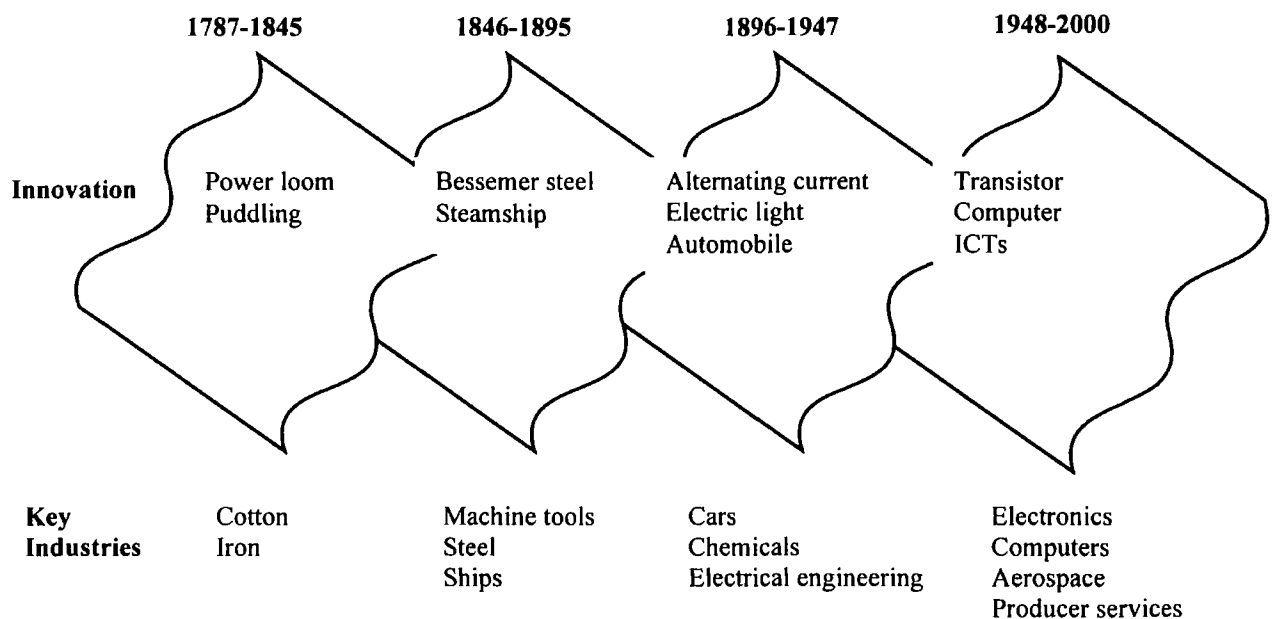 1787-1845 1846-1895 1896-1947 1948-2000
Innovation
Power loom
Puddling
Bessemer steel
Steamship
Alternating current
Electric light
Automobile
Transistor
Computer
ICTs
Key
Industries
Cotton
Iron
Machine tools
Steel
Ships
Cars
Chemicals
Electrical engineering
Electronics
Computers
Aerospace
Producer services